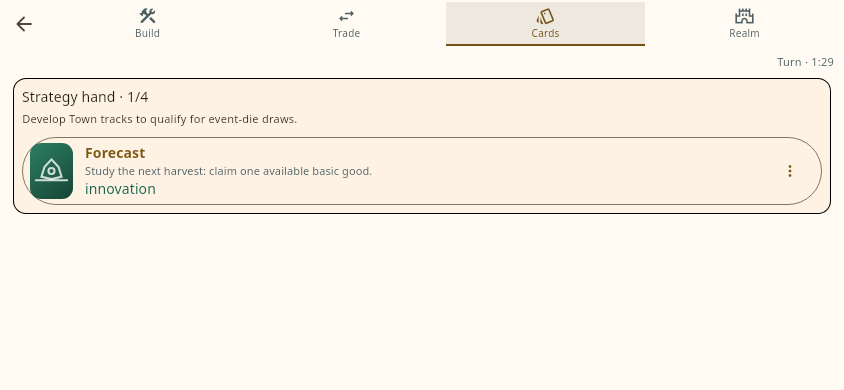 Build
Trade
Cards
Realm
Turn · 1:29
Strategy hand · 1/4
Develop Town tracks to qualify for event-die draws.
Forecast
Study the next harvest: claim one available basic good.
innovation